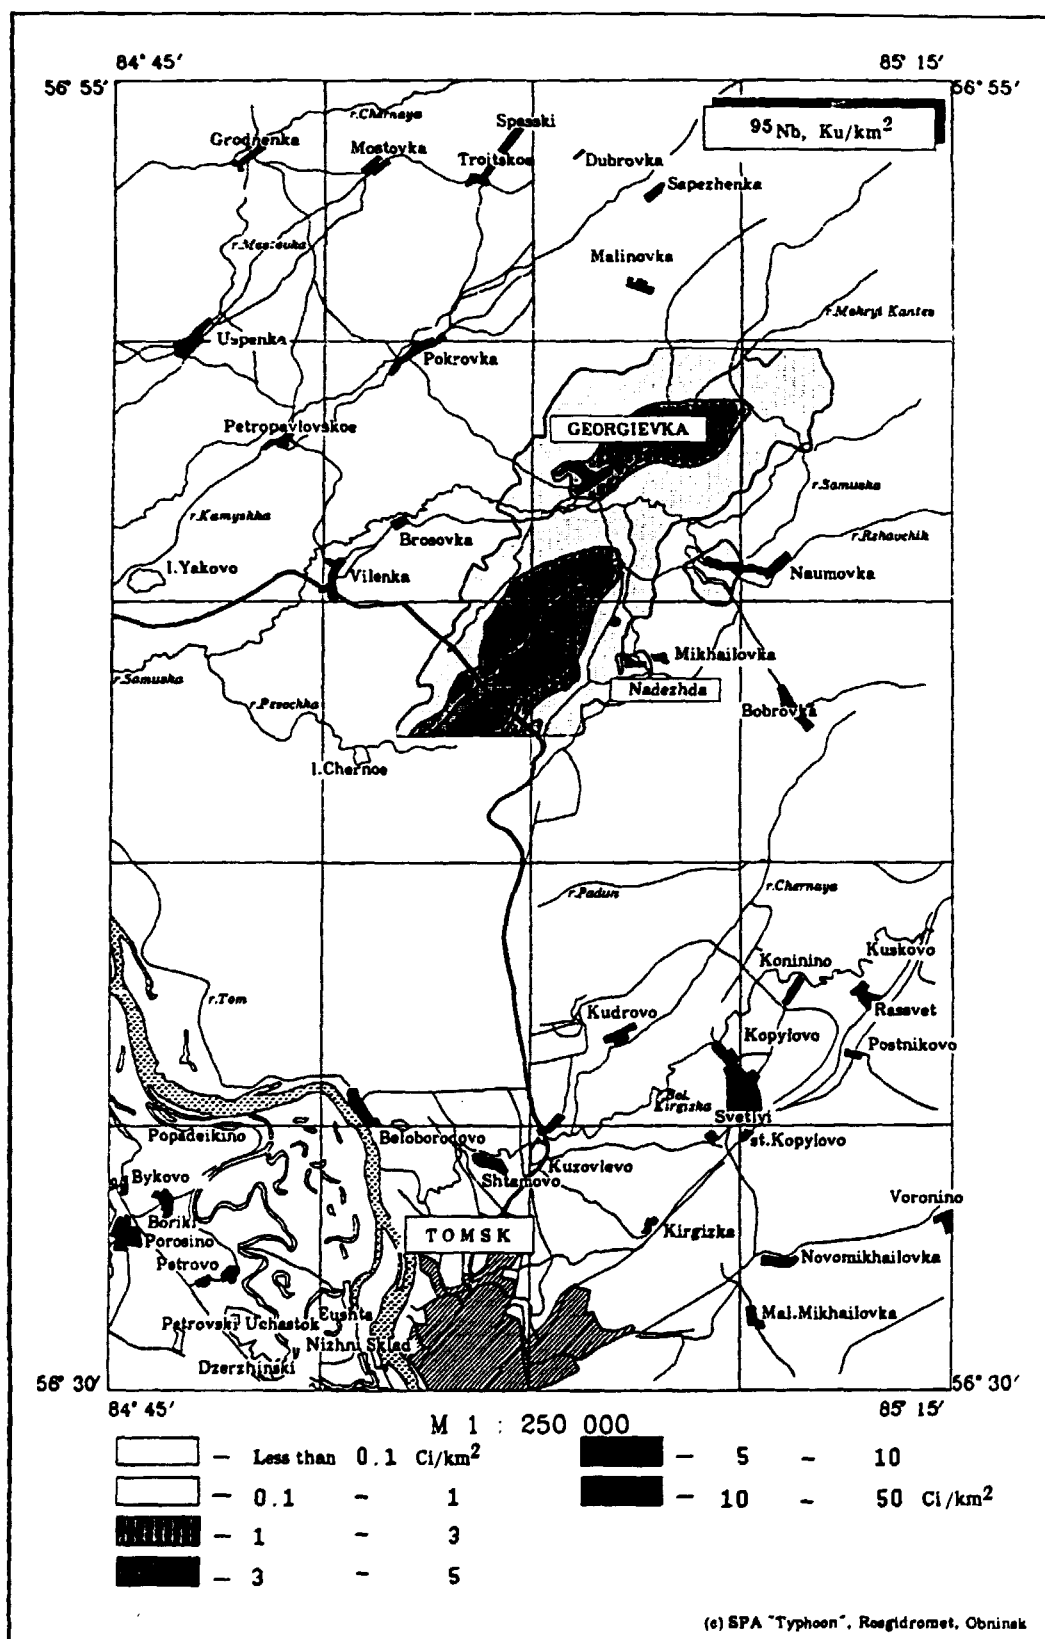 84° 45′
85° 15′
56° 55′
56° 55′
⁹⁵Nb, Ku/km²
r.Chernaya
Spasski
Grodnenka
Mostovka
Troitskoe
Dubrovka
Sapezhenka
r.Mostovka
Malinovka
r.Mokryi Kantes
Uspenka
Pokrovka
Petropavlovskoe
GEORGIEVKA
r.Samuska
r.Kamyshka
Brosovka
r.Rzhavchik
l.Yakovo
Vilenka
Naumovka
Mikhailovka
r.Samuska
Nadezhda
r.Pesochka
Bobrovka
l.Chernoe
r.Padun
r.Chernaya
Kuskovo
Koninino
r.Tom
Kudrovo
Rassvet
Kopylovo
Postnikovo
r.Bol.
Kirgizka
Svetlyi
Popadeikino
Beloborodovo
st.Kopylovo
Kuzovlevo
Bykovo
Shtamovo
Voronino
Boriki
Porosino
TOMSK
Kirgizka
Petrovo
Novomikhailovka
Eushta
Mal.Mikhailovka
Petrovski Uchastok
Nizhni Sklad
Dzerzhinski
56° 30′
56° 30′
84° 45′
85° 15′
M 1 : 250 000
– Less than 0.1 Ci/km²
– 5 – 10
– 0.1 – 1
– 10 – 50 Ci/km²
– 1 – 3
– 3 – 5
(c) SPA "Typhoon", Rosgidromet, Obninsk